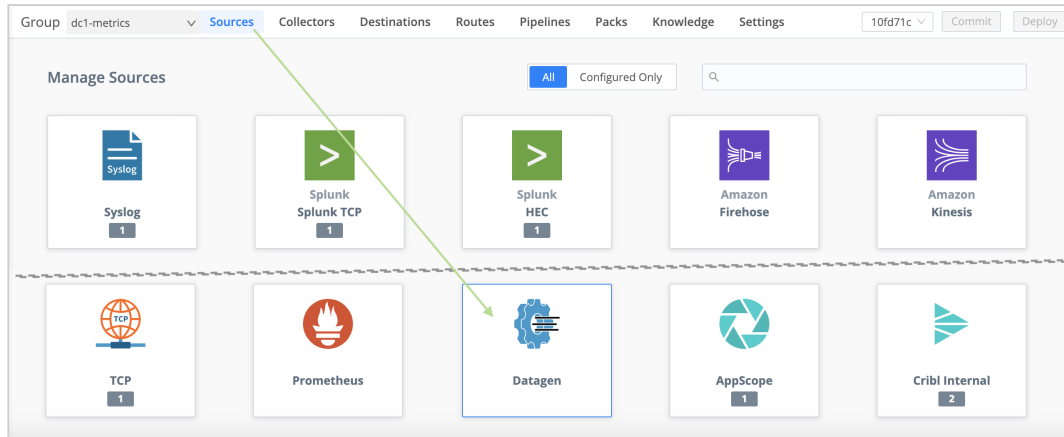 Group dc1-metrics Sources Collectors Destinations Routes Pipelines Packs Knowledge Settings 10fd71c Commit Deploy
Manage Sources All Configured Only
Syslog
Splunk Splunk Amazon Amazon
Syslog Splunk TCP HEC Firehose Kinesis
1 1 1
TCP
TCP Prometheus Datagen AppScope Cribl Internal
1 1 2